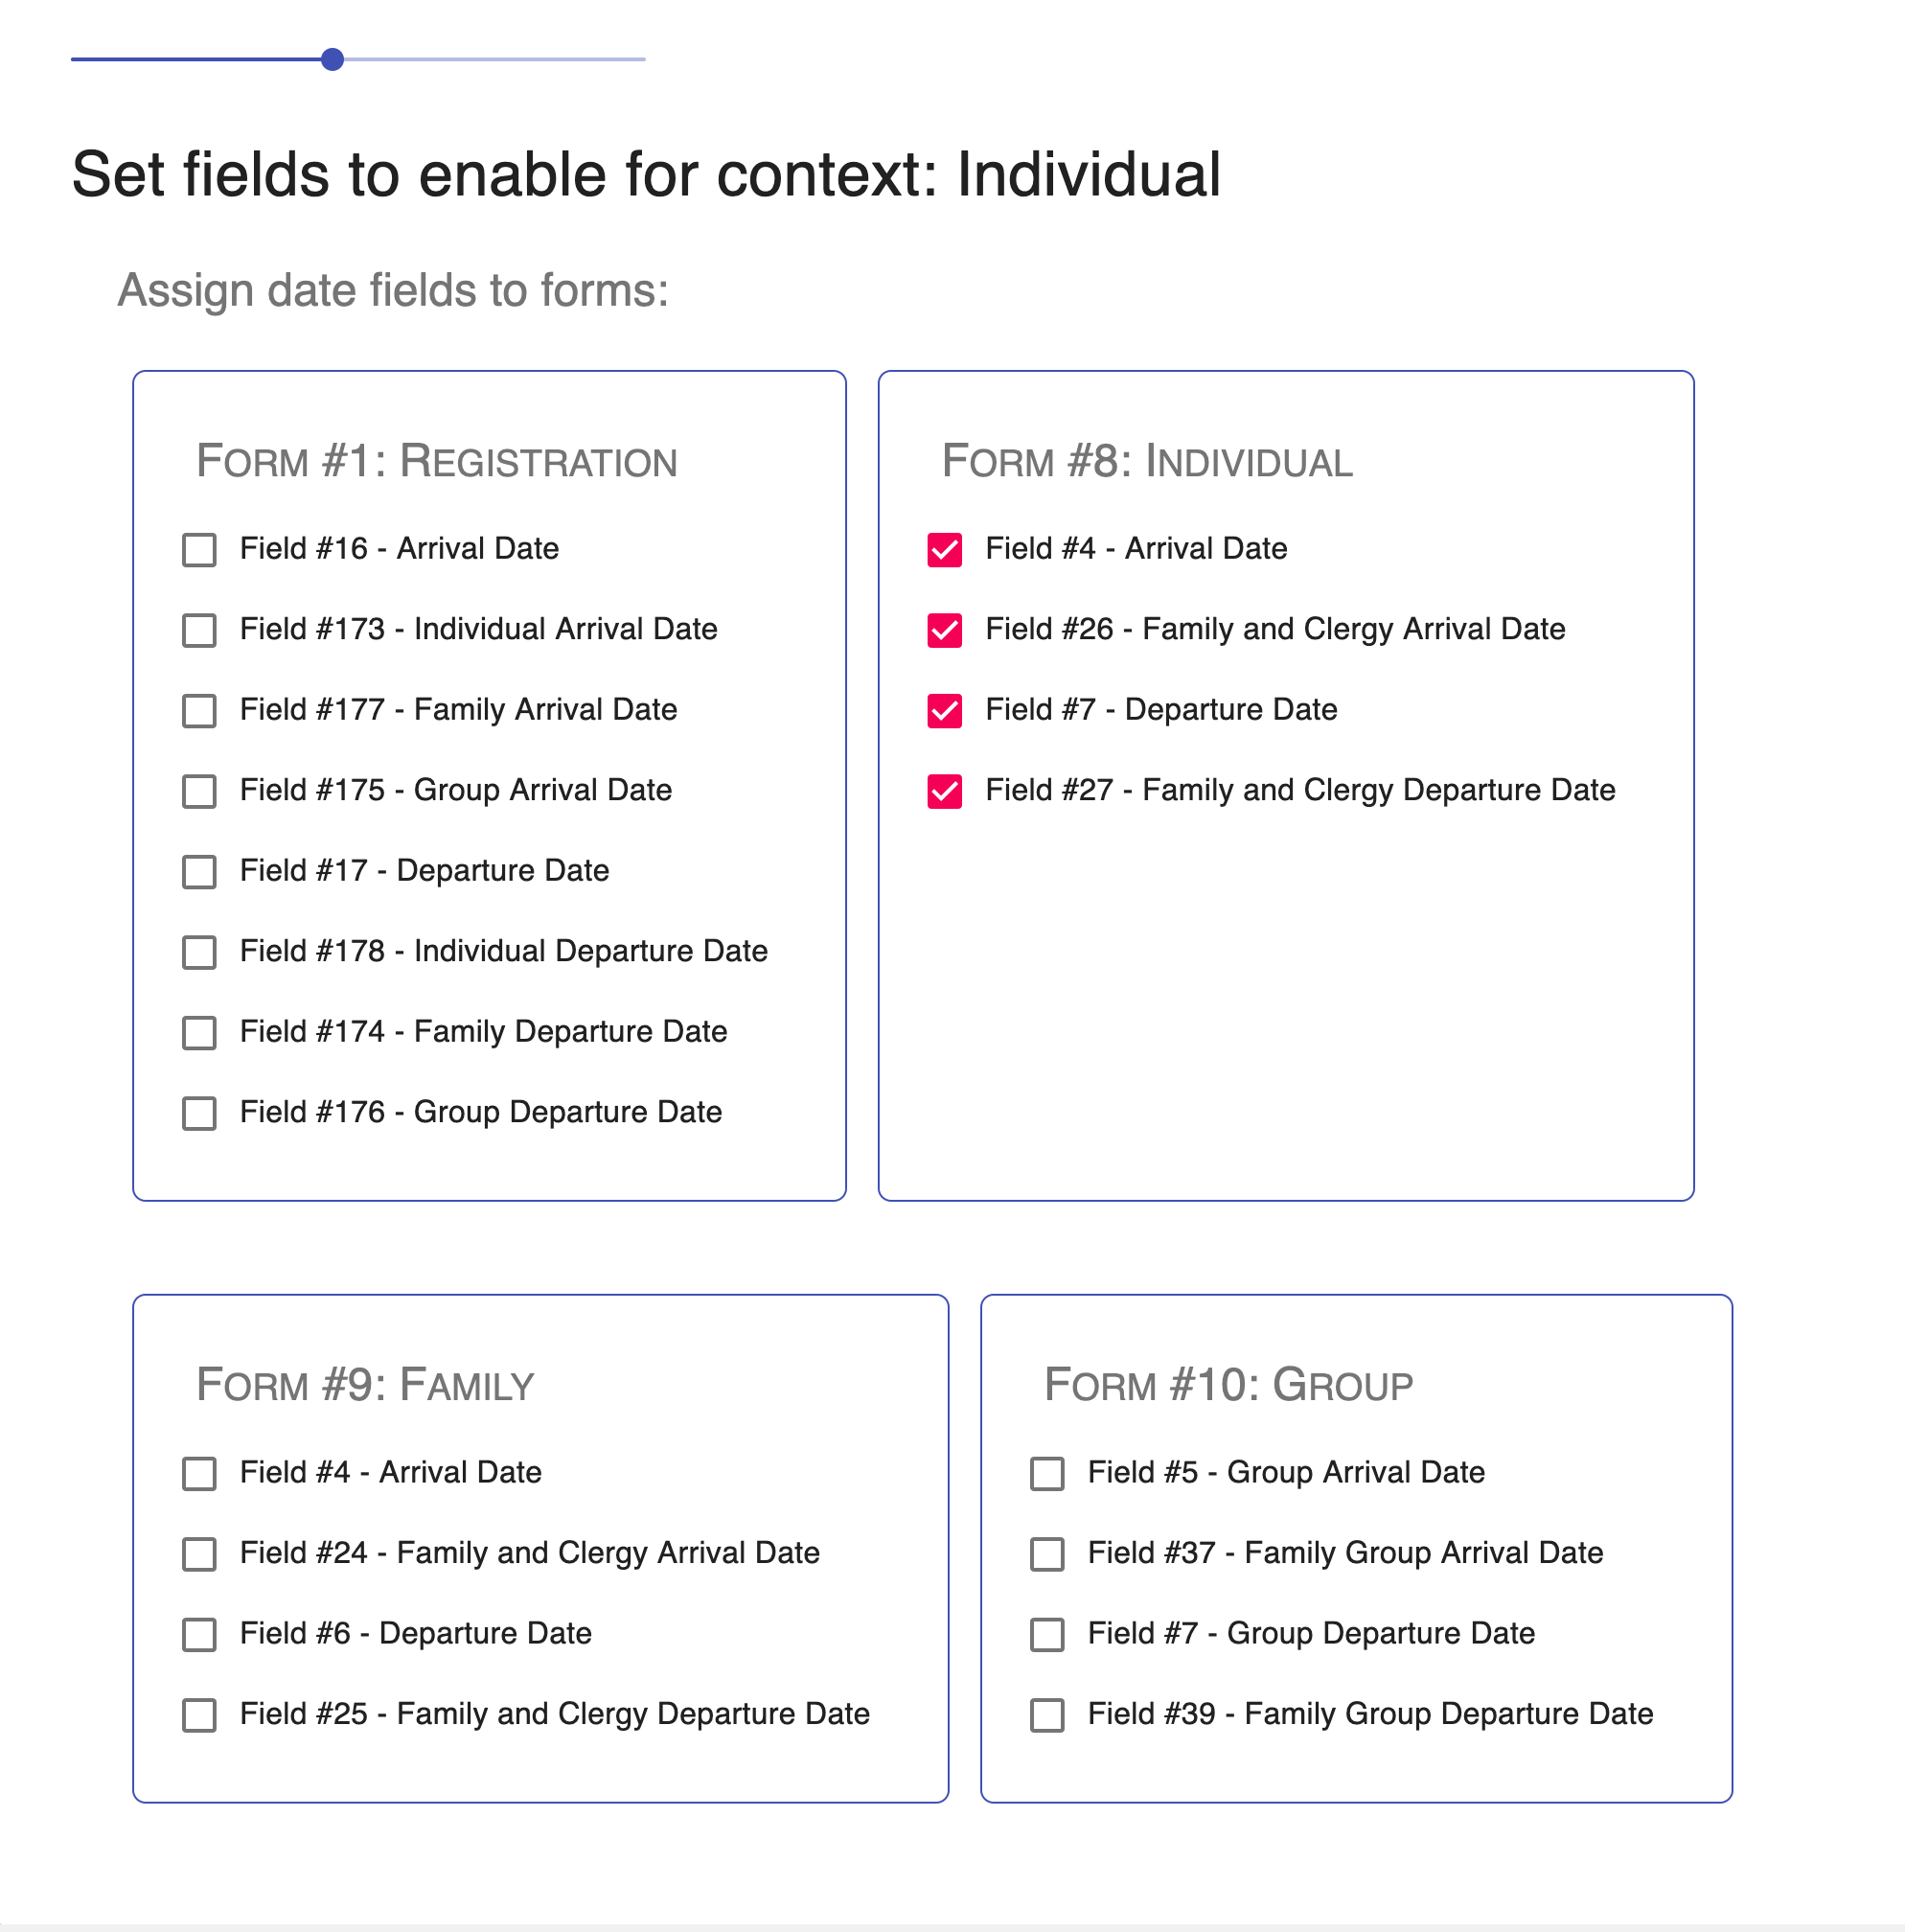 Set fields to enable for context: Individual
Assign date fields to forms:
Form #1: Registration
Field #16 - Arrival Date
Field #173 - Individual Arrival Date
Field #177 - Family Arrival Date
Field #175 - Group Arrival Date
Field #17 - Departure Date
Field #178 - Individual Departure Date
Field #174 - Family Departure Date
Field #176 - Group Departure Date
Form #8: Individual
Field #4 - Arrival Date
Field #26 - Family and Clergy Arrival Date
Field #7 - Departure Date
Field #27 - Family and Clergy Departure Date
Form #9: Family
Field #4 - Arrival Date
Field #24 - Family and Clergy Arrival Date
Field #6 - Departure Date
Field #25 - Family and Clergy Departure Date
Form #10: Group
Field #5 - Group Arrival Date
Field #37 - Family Group Arrival Date
Field #7 - Group Departure Date
Field #39 - Family Group Departure Date